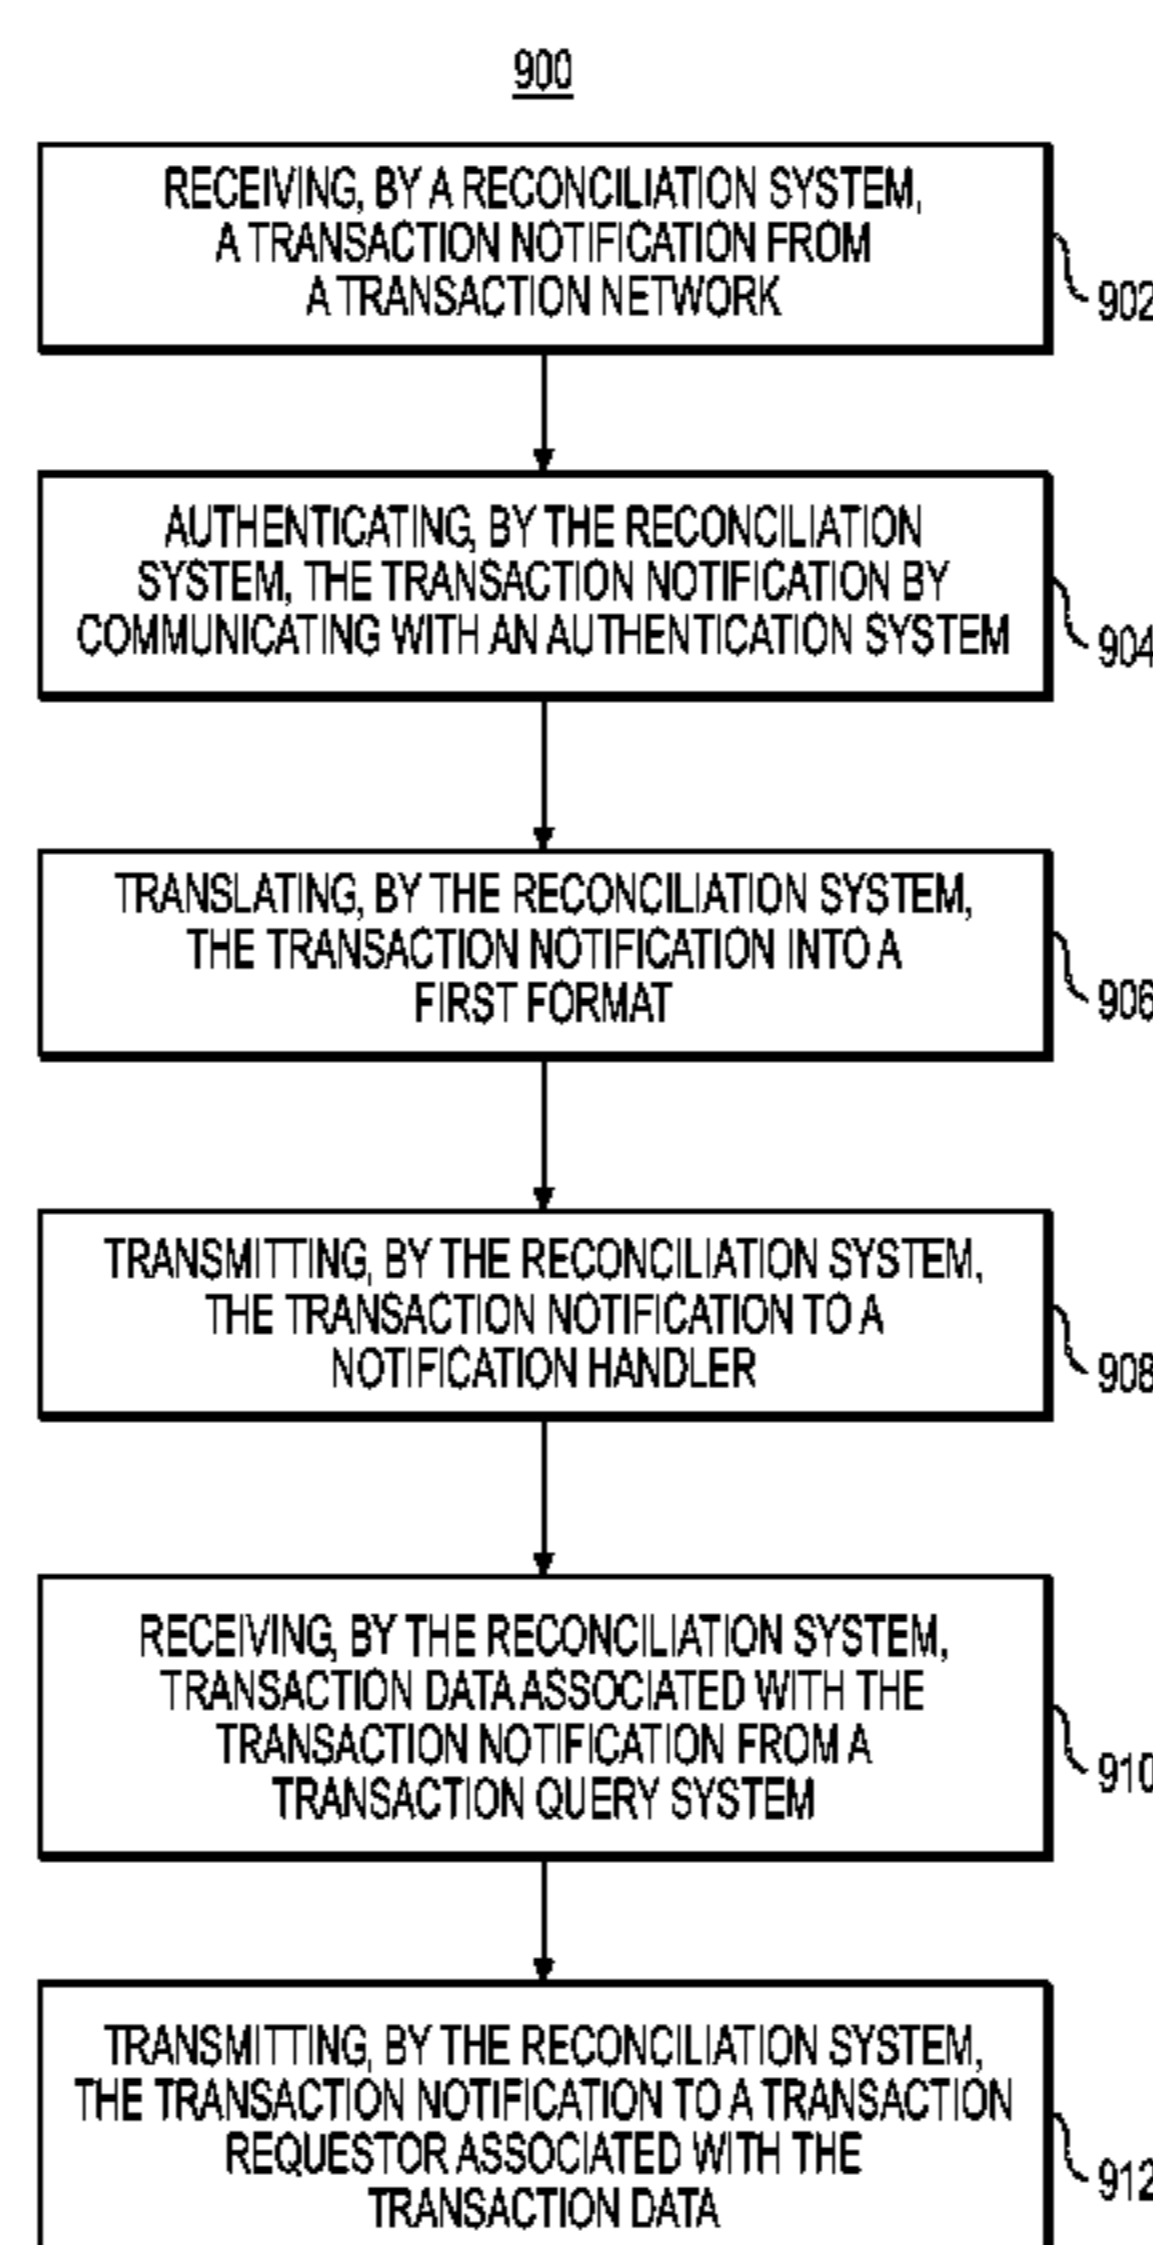 900
RECEIVING, BY A RECONCILIATION SYSTEM,
A TRANSACTION NOTIFICATION FROM
A TRANSACTION NETWORK
902
AUTHENTICATING, BY THE RECONCILIATION
SYSTEM, THE TRANSACTION NOTIFICATION BY
COMMUNICATING WITH AN AUTHENTICATION SYSTEM
904
TRANSLATING, BY THE RECONCILIATION SYSTEM,
THE TRANSACTION NOTIFICATION INTO A
FIRST FORMAT
906
TRANSMITTING, BY THE RECONCILIATION SYSTEM,
THE TRANSACTION NOTIFICATION TO A
NOTIFICATION HANDLER
908
RECEIVING, BY THE RECONCILIATION SYSTEM,
TRANSACTION DATA ASSOCIATED WITH THE
TRANSACTION NOTIFICATION FROM A
TRANSACTION QUERY SYSTEM
910
TRANSMITTING, BY THE RECONCILIATION SYSTEM,
THE TRANSACTION NOTIFICATION TO A TRANSACTION
REQUESTOR ASSOCIATED WITH THE
TRANSACTION DATA
912